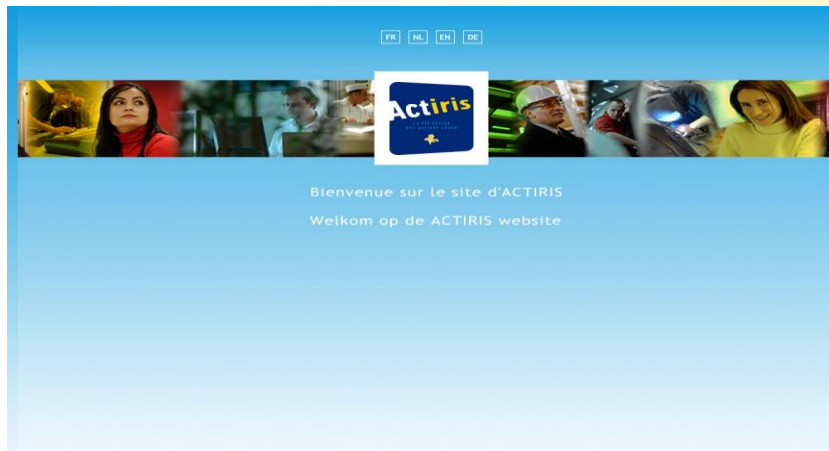 FR NL EN DE
Actiris
Bienvenue sur le site d'ACTIRIS
Welkom op de ACTIRIS website